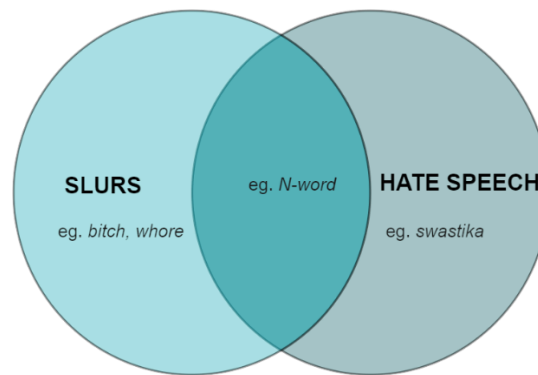 SLURS
eg. bitch, whore
eg. N-word
HATE SPEECH
eg. swastika